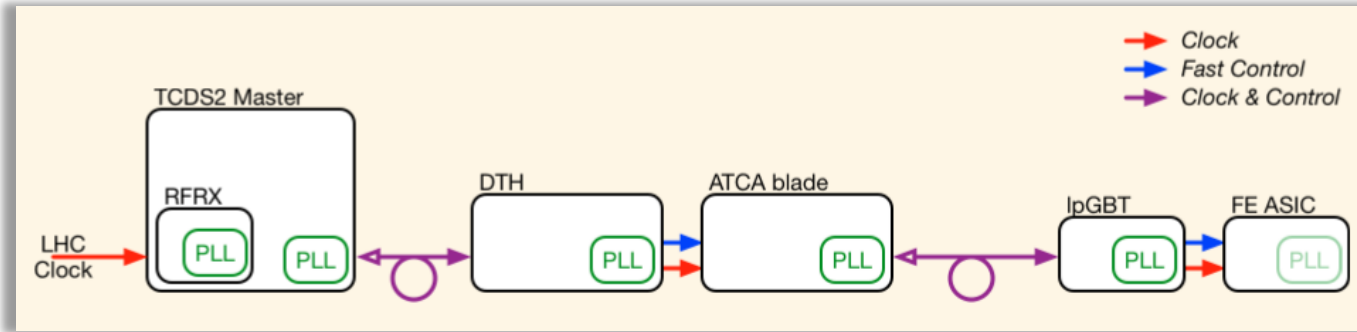 Clock
Fast Control
Clock & Control
TCDS2 Master
RFRX
PLL
PLL
LHC
Clock
DTH
PLL
ATCA blade
PLL
lpGBT
PLL
FE ASIC
PLL